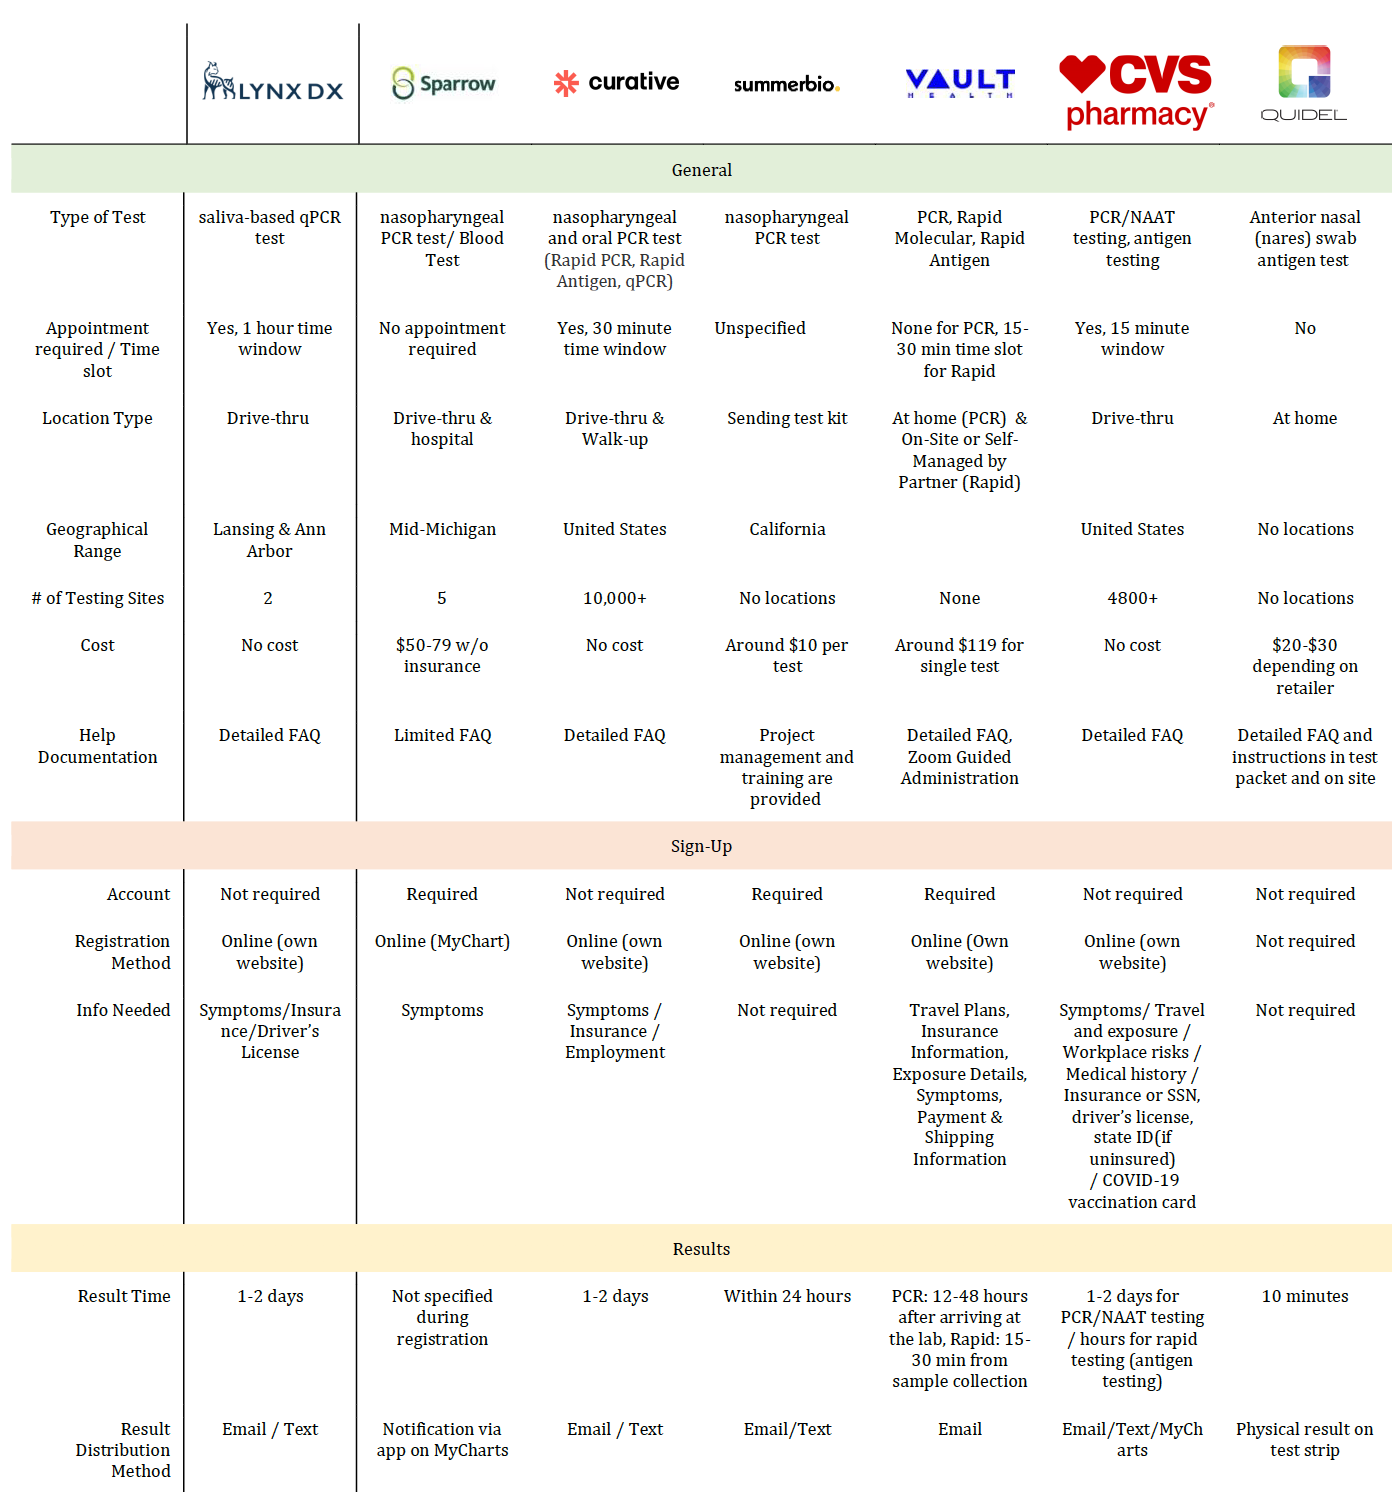 LYNX DX
Sparrow
curative
summerbio.
VAULT
HEALTH
CVS
pharmacy®
QUIDEL
General
Type of Test
saliva-based qPCR
test
nasopharyngeal
PCR test/ Blood
Test
nasopharyngeal
and oral PCR test
(Rapid PCR, Rapid
Antigen, qPCR)
nasopharyngeal
PCR test
PCR, Rapid
Molecular, Rapid
Antigen
PCR/NAAT
testing, antigen
testing
Anterior nasal
(nares) swab
antigen test
Appointment
required / Time
slot
Yes, 1 hour time
window
No appointment
required
Yes, 30 minute
time window
Unspecified
None for PCR, 15-
30 min time slot
for Rapid
Yes, 15 minute
window
No
Location Type
Drive-thru
Drive-thru &
hospital
Drive-thru &
Walk-up
Sending test kit
At home (PCR) &
On-Site or Self-
Managed by
Partner (Rapid)
Drive-thru
At home
Geographical
Range
Lansing & Ann
Arbor
Mid-Michigan
United States
California
United States
No locations
# of Testing Sites
2
5
10,000+
No locations
None
4800+
No locations
Cost
No cost
$50-79 w/o
insurance
No cost
Around $10 per
test
Around $119 for
single test
No cost
$20-$30
depending on
retailer
Help
Documentation
Detailed FAQ
Limited FAQ
Detailed FAQ
Project
management and
training are
provided
Detailed FAQ,
Zoom Guided
Administration
Detailed FAQ
Detailed FAQ and
instructions in test
packet and on site
Sign-Up
Account
Not required
Required
Not required
Required
Required
Not required
Not required
Registration
Method
Online (own
website)
Online (MyChart)
Online (own
website)
Online (own
website)
Online (Own
website)
Online (own
website)
Not required
Info Needed
Symptoms/Insura
nce/Driver's
License
Symptoms
Symptoms /
Insurance /
Employment
Not required
Travel Plans,
Insurance
Information,
Exposure Details,
Symptoms,
Payment &
Shipping
Information
Symptoms/ Travel
and exposure /
Workplace risks /
Medical history /
Insurance or SSN,
driver's license,
state ID(if
uninsured)
/ COVID-19
vaccination card
Not required
Results
Result Time
1-2 days
Not specified
during
registration
1-2 days
Within 24 hours
PCR: 12-48 hours
after arriving at
the lab, Rapid: 15-
30 min from
sample collection
1-2 days for
PCR/NAAT testing
/ hours for rapid
testing (antigen
testing)
10 minutes
Result
Distribution
Method
Email / Text
Notification via
app on MyCharts
Email / Text
Email/Text
Email
Email/Text/MyCh
arts
Physical result on
test strip